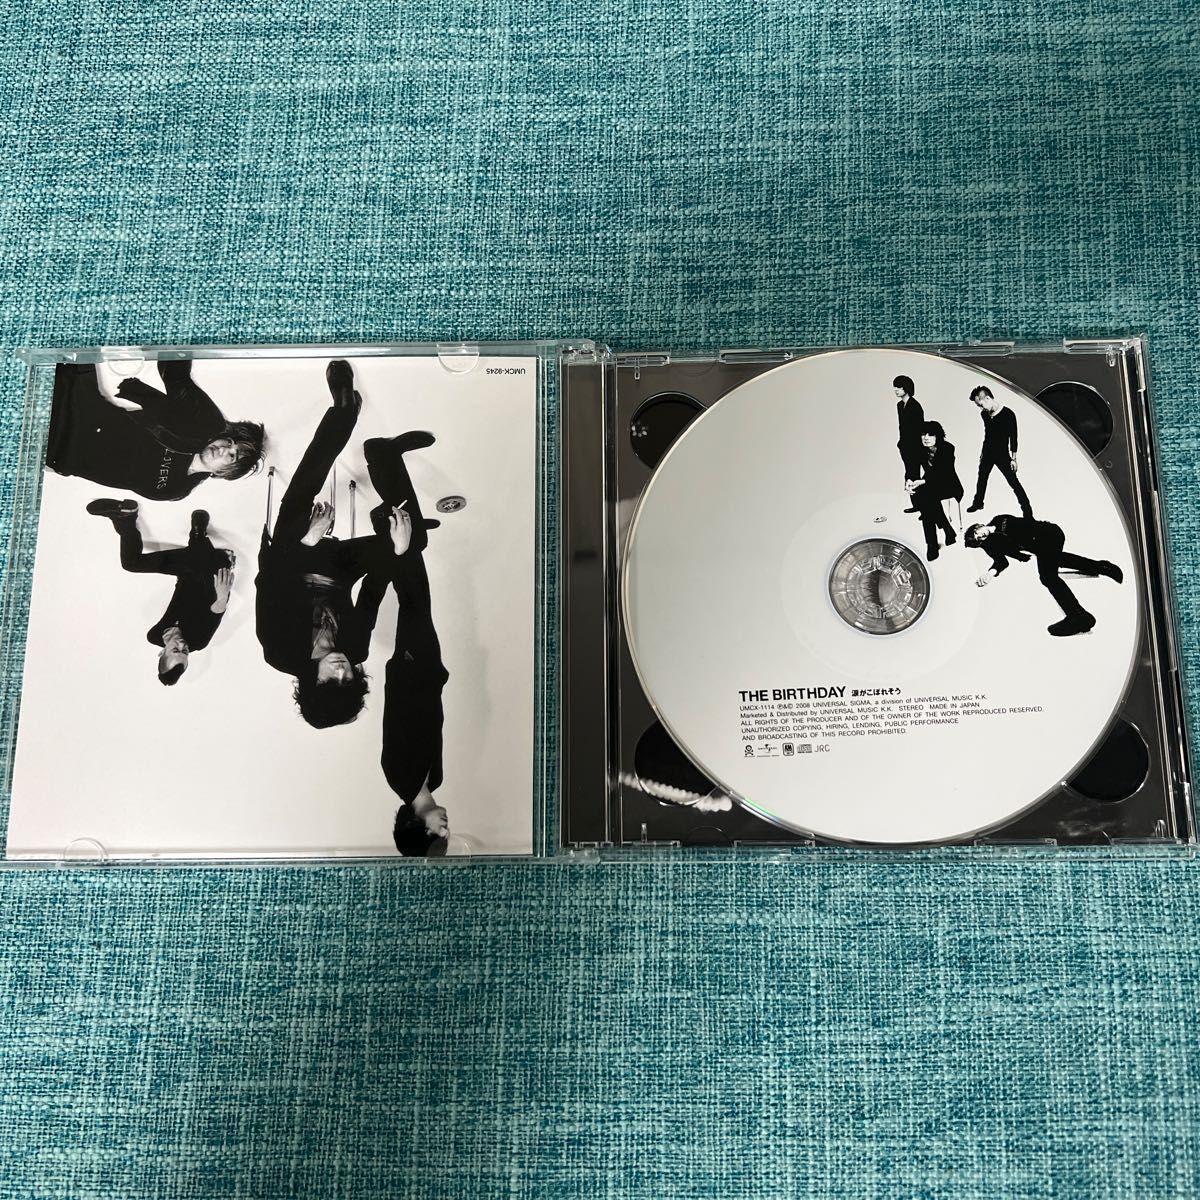 UMCK-9245
LOVERS
THE BIRTHDAY 涙がこぼれそう
UMCX-1114 ℗&© 2008 UNIVERSAL SIGMA, a division of UNIVERSAL MUSIC K.K.
Marketed & Distributed by UNIVERSAL MUSIC K.K. STEREO MADE IN JAPAN
ALL RIGHTS OF THE PRODUCER AND OF THE OWNER OF THE WORK REPRODUCED RESERVED.
UNAUTHORIZED COPYING, HIRING, LENDING, PUBLIC PERFORMANCE
AND BROADCASTING OF THIS RECORD PROHIBITED.
UNIVERSAL JRC